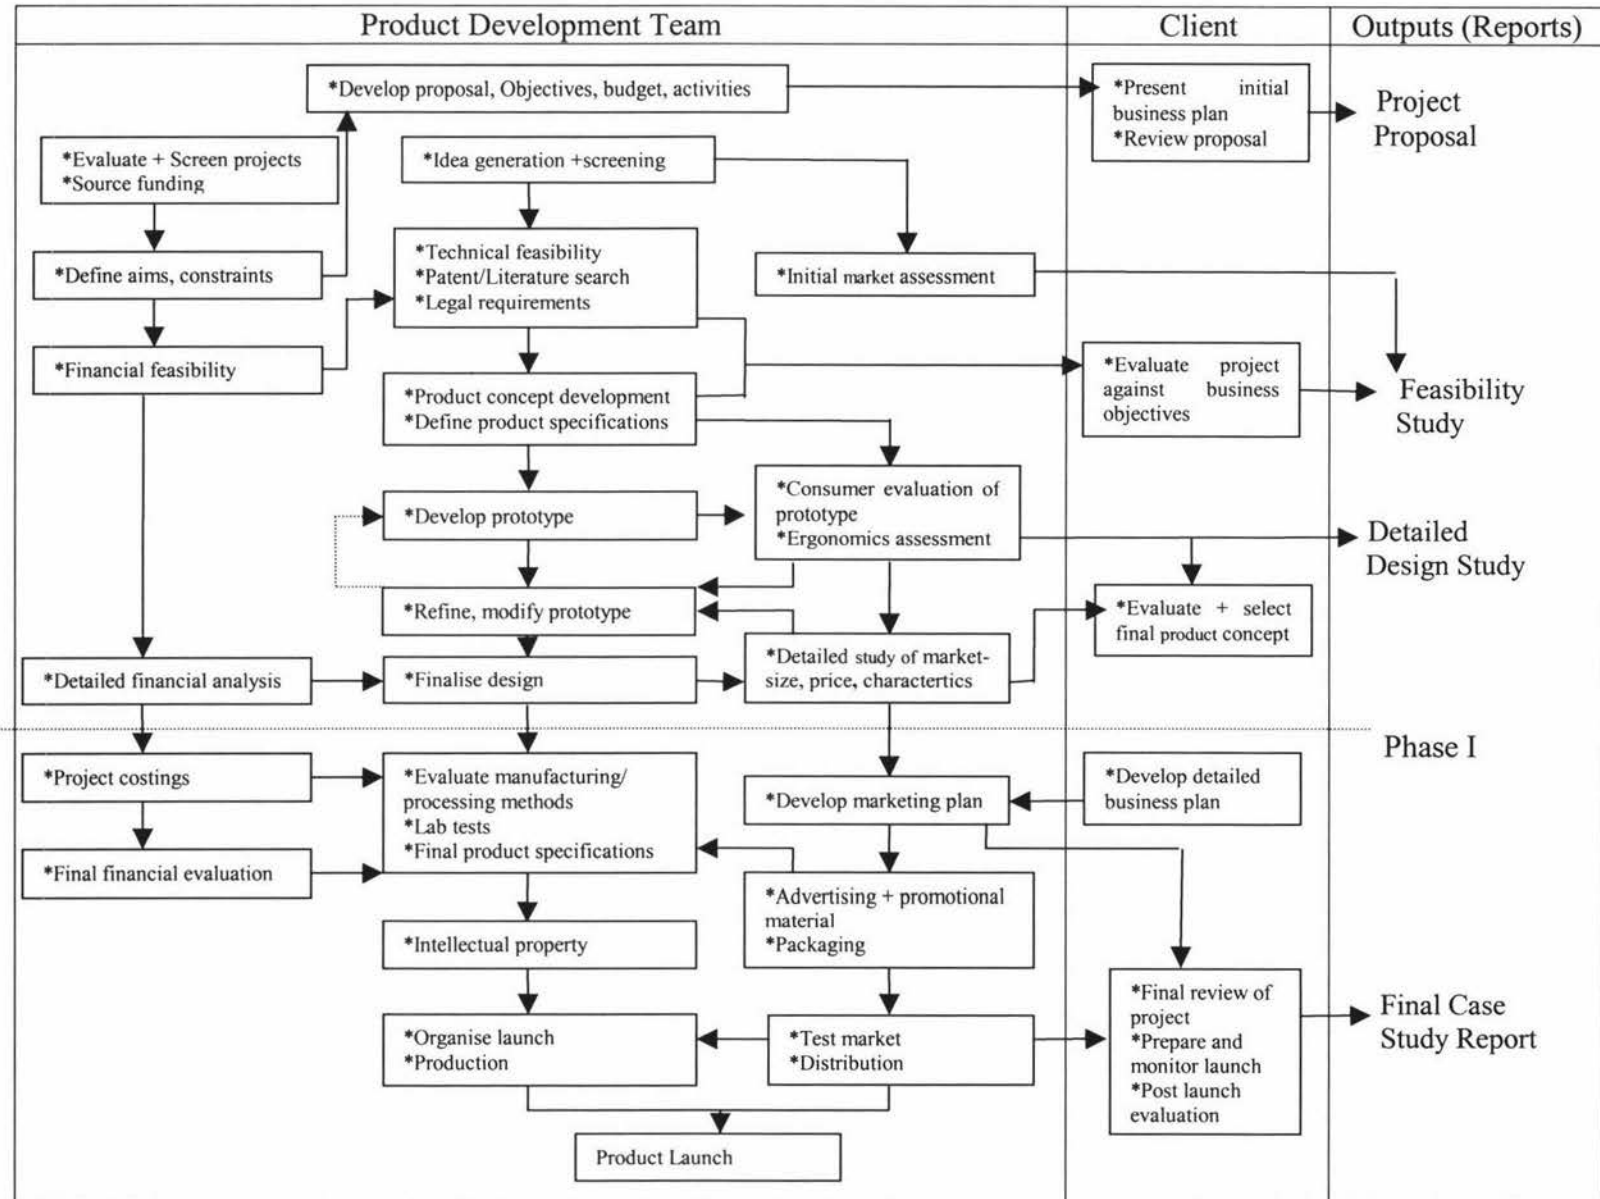 Product Development Team
Client
Outputs (Reports)
*Develop proposal, Objectives, budget, activities
*Present initial
business plan
*Review proposal
Project
Proposal
*Evaluate + Screen projects
*Source funding
*Idea generation +screening
*Define aims, constraints
*Technical feasibility
*Patent/Literature search
*Legal requirements
*Initial market assessment
*Financial feasibility
*Product concept development
*Define product specifications
*Evaluate project
against business
objectives
Feasibility
Study
*Develop prototype
*Consumer evaluation of
prototype
*Ergonomics assessment
Detailed
Design Study
*Refine, modify prototype
*Evaluate + select
final product concept
*Detailed financial analysis
*Finalise design
*Detailed study of market-
size, price, charactertics
Phase I
*Project costings
*Evaluate manufacturing/
processing methods
*Lab tests
*Final product specifications
*Develop marketing plan
*Develop detailed
business plan
*Final financial evaluation
*Advertising + promotional
material
*Packaging
*Intellectual property
*Organise launch
*Production
*Test market
*Distribution
*Final review of
project
*Prepare and
monitor launch
*Post launch
evaluation
Final Case
Study Report
Product Launch